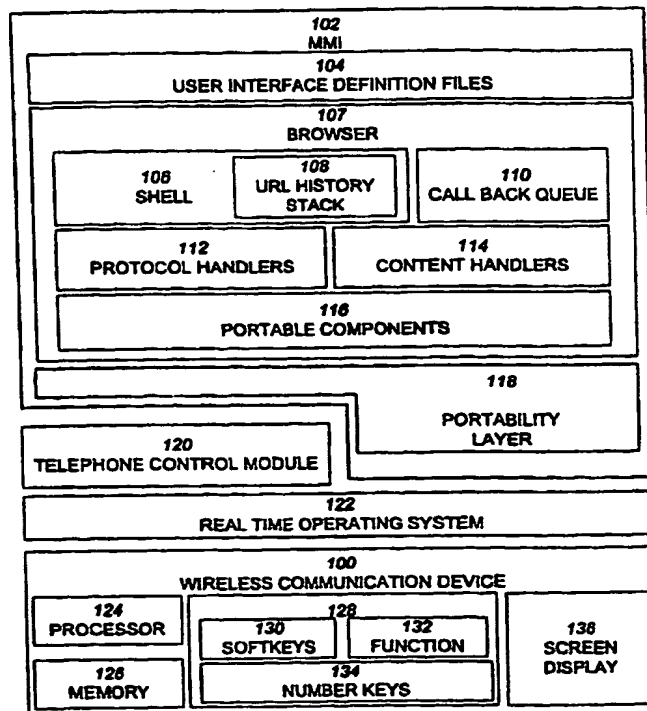 102
MMI
104
USER INTERFACE DEFINITION FILES
107
BROWSER
106
SHELL
108
URL HISTORY
STACK
110
CALL BACK QUEUE
112
PROTOCOL HANDLERS
114
CONTENT HANDLERS
116
PORTABLE COMPONENTS
118
PORTABILITY
LAYER
120
TELEPHONE CONTROL MODULE
122
REAL TIME OPERATING SYSTEM
100
WIRELESS COMMUNICATION DEVICE
124
PROCESSOR
126
MEMORY
128
130
SOFTKEYS
132
FUNCTION
134
NUMBER KEYS
136
SCREEN
DISPLAY